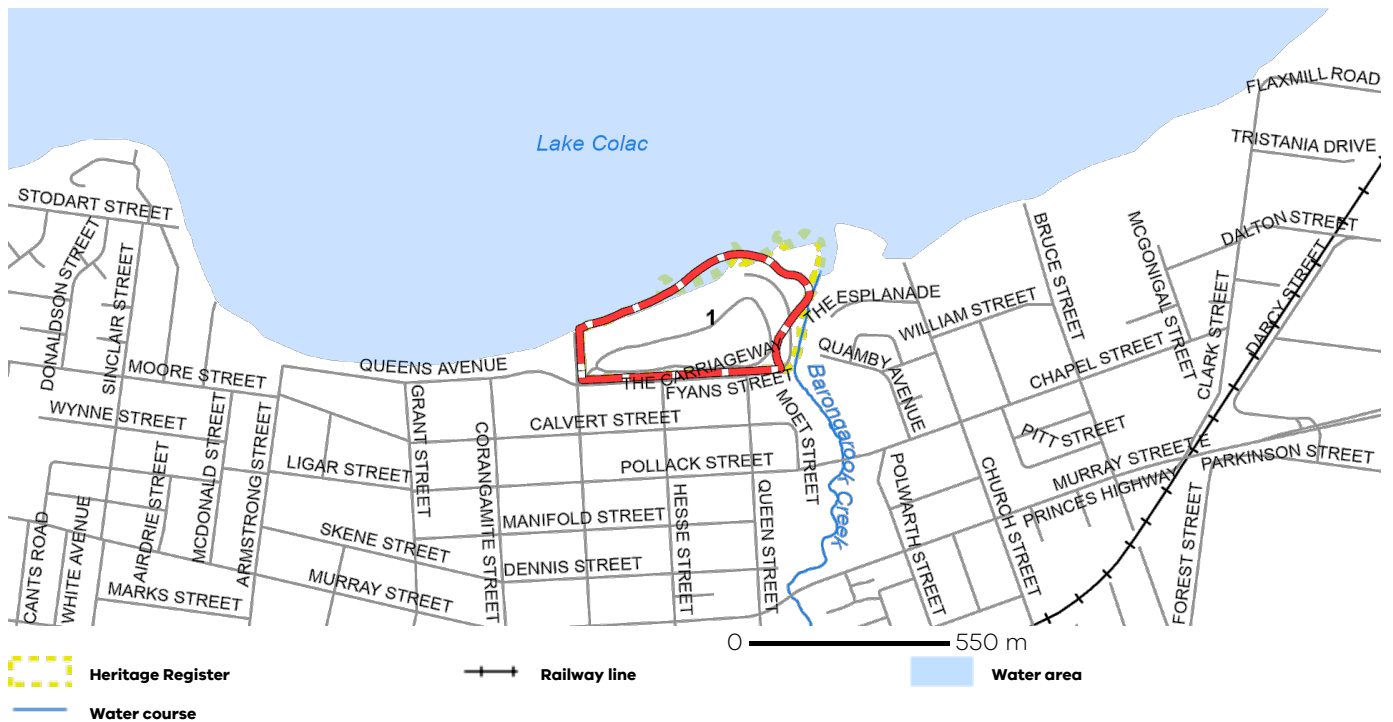 FLAXMILL ROAD
Lake Colac
TRISTANIA DRIVE
STODART STREET
DONALDSON STREET
SINCLAIR STREET
BRUCE STREET
MCGONIGAL STREET
DALTON STREET
DARCY STREET
CLARK STREET
THE ESPLANADE
WILLIAM STREET
1
QUEENS AVENUE
MOORE STREET
THE CARRIAGEWAY
FYANS STREET
QUAMBY AVENUE
CHAPEL STREET
WYNNE STREET
MCDONALD STREET
ARMSTRONG STREET
GRANT STREET
CORANGAMITE STREET
CALVERT STREET
MOET STREET
Barongarook Creek
PITT STREET
MURRAY STREET E
PRINCES HIGHWAY
PARKINSON STREET
LIGAR STREET
POLLACK STREET
POLWARTH STREET
CHURCH STREET
AIRDRIE STREET
HESSE STREET
QUEEN STREET
CANTS ROAD
WHITE AVENUE
SKENE STREET
MANIFOLD STREET
DENNIS STREET
FOREST STREET
MURRAY STREET
MARKS STREET
0 550 m
Heritage Register
Railway line
Water area
Water course